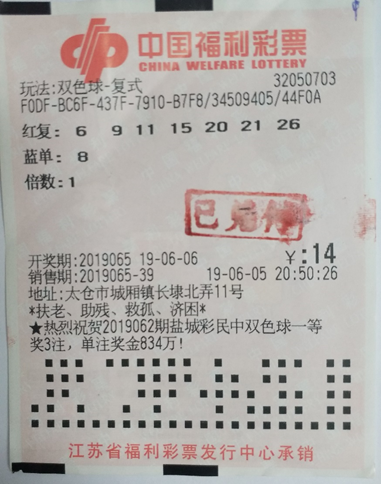 中国福利彩票
CHINA WELFARE LOTTERY
玩法:双色球-复式 32050703
F0DF-BC6F-437F-7910-B7F8/34509405/44F0A
红复: 6 9 11 15 20 21 26
蓝单: 8
倍数:1
已兑
开奖期:2019065 19-06-06 ¥:14
销售期:2019065-39 19-06-05 20:50:26
地址:太仓市城厢镇长埭北弄11号
*扶老、助残、救孤、济困*
★热烈祝贺2019062期盐城彩民中双色球一等
奖3注，单注奖金834万!
江苏省福利彩票发行中心承销